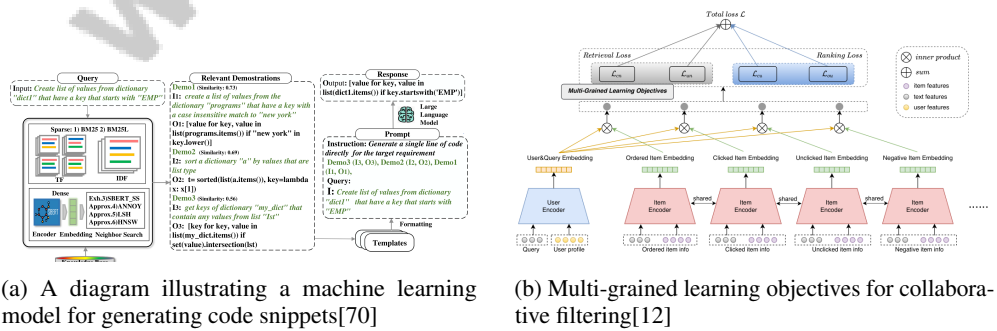 Query
Input: Create list of values from dictionary
"dict1" that have a key that starts with "EMP"
Sparse: 1) BM25 2) BM25L
TF
IDF
Dense
Exh.3)SBERT_SS
Approx.4)ANNOY
Approx.5)LSH
Approx.6)HNSW
Encoder Embedding Neighbor Search
Relevant Demostrations
Demo1 (Similarity: 0.73)
I1: create a list of values from the
dictionary "programs" that have a key with
a case insensitive match to "new york"
O1: [value for key, value in
list(programs.items()) if "new york" in
key.lower()]
Demo2 (Similarity: 0.69)
I2: sort a dictionary "a" by values that are
list type
O2: t= sorted(list(a.items()), key=lambda
x: x[1])
Demo3 (Similarity: 0.56)
I3: get keys of dictionary "my_dict" that
contain any values from list "lst"
O3: [key for key, value in
list(my_dict.items()) if
set(value).intersection(lst)
Response
Output: [value for key, value in
list(dict1.items()) if key.startswith('EMP')]
Large
Language
Model
Prompt
Instruction: Generate a single line of code
directly for the target requirement
Demo3 (I3, O3), Demo2 (I2, O2), Demo1
(I1, O1),
Query:
I: Create list of values from dictionary
"dict1" that have a key that starts with
"EMP"
Formatting
Templates
(a) A diagram illustrating a machine learning
model for generating code snippets[70]
Total loss L
Retrieval Loss
Ranking Loss
Multi-Grained Learning Objectives
inner product
sum
item features
text features
user features
User&Query Embedding
Ordered Item Embedding
Clicked Item Embedding
Unclicked Item Embedding
Negative Item Embedding
User
Encoder
Item
Encoder
shared
Item
Encoder
shared
Item
Encoder
shared
Item
Encoder
......
Query
User profile
Ordered item info
Clicked item info
Unclicked item info
Negative item info
(b) Multi-grained learning objectives for collabora-
tive filtering[12]